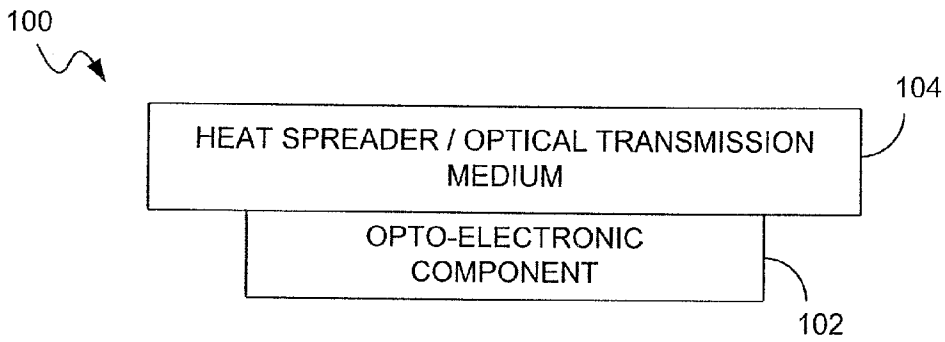 100
104
HEAT SPREADER / OPTICAL TRANSMISSION
MEDIUM
OPTO-ELECTRONIC
COMPONENT
102